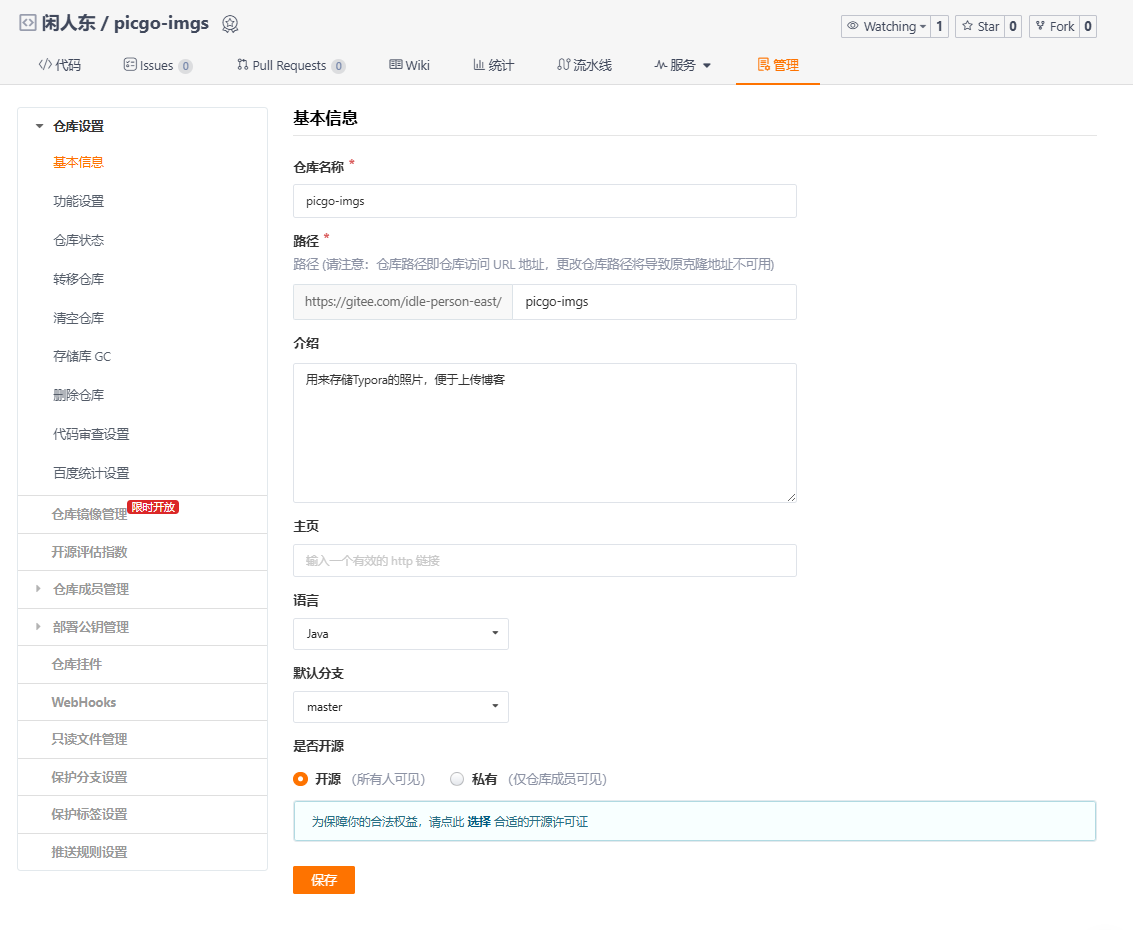 闲人东 / picgo-imgs
Watching 1 Star 0 Fork 0
代码 Issues 0 Pull Requests 0 Wiki 统计 流水线 服务 管理
仓库设置
基本信息
功能设置
仓库状态
转移仓库
清空仓库
存储库 GC
删除仓库
代码审查设置
百度统计设置
仓库镜像管理 限时开放
开源评估指数
仓库成员管理
部署公钥管理
仓库挂件
WebHooks
只读文件管理
保护分支设置
保护标签设置
推送规则设置
基本信息
仓库名称 *
picgo-imgs
路径 *
路径 (请注意：仓库路径即仓库访问 URL 地址，更改仓库路径将导致原克隆地址不可用)
https://gitee.com/idle-person-east/ picgo-imgs
介绍
用来存储Typora的照片，便于上传博客
主页
输入一个有效的 http 链接
语言
Java
默认分支
master
是否开源
开源 (所有人可见) 私有 (仅仓库成员可见)
为保障你的合法权益，请点此 选择 合适的开源许可证
保存